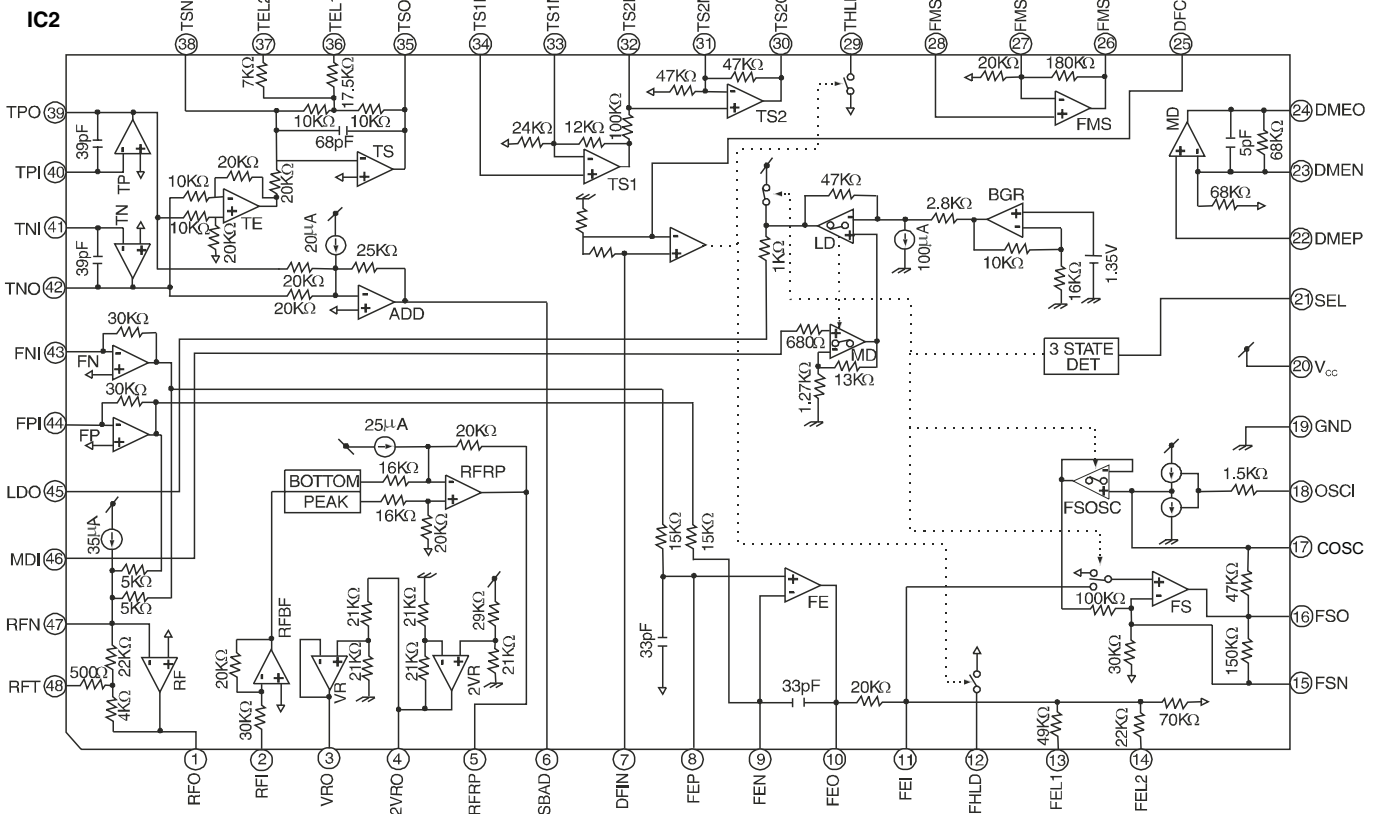 IC2
TSN
TEL2
TEL1
TSO
TS2N
TS2O
FMS
FMS
FMS
DFC
38
37
36
35
34
33
32
31
30
29
28
27
26
25
7KΩ
17.5KΩ
10KΩ
10KΩ
68pF
TS
24KΩ
12KΩ
TS1
100KΩ
47KΩ
47KΩ
TS2
20KΩ
180KΩ
FMS
TPO 39
39pF
TP
TPI 40
TN
TNI 41
39pF
TNO 42
10KΩ
10KΩ
20KΩ
TE
20KΩ
20KΩ
20μA
25KΩ
20KΩ
20KΩ
ADD
MD
5pF
68KΩ
68KΩ
24 DMEO
23 DMEN
22 DMEP
21 SEL
20 VCC
19 GND
18 OSCI
17 COSC
16 FSO
15 FSN
47KΩ
LD
1KΩ
100μA
2.8KΩ
BGR
10KΩ
16KΩ
1.35V
680Ω
MD
13KΩ
1.27KΩ
3 STATE
DET
FNI 43
30KΩ
FN
FPI 44
30KΩ
FP
LDO 45
MDI 46
RFN 47
RFT 48
35μA
5KΩ
5KΩ
22KΩ
500Ω
4KΩ
RF
25μA
20KΩ
BOTTOM
PEAK
16KΩ
16KΩ
RFRP
20KΩ
RFBF
20KΩ
30KΩ
21KΩ
21KΩ
VR
21KΩ
21KΩ
2VR
29KΩ
21KΩ
15KΩ
15KΩ
33pF
FE
33pF
20KΩ
FSOSC
1.5KΩ
100KΩ
FS
30KΩ
47KΩ
150KΩ
49KΩ
22KΩ
70KΩ
1
2
3
4
5
6
7
8
9
10
11
12
13
14
RFO
RFI
VRO
2VRO
RFRP
SBAD
DFIN
FEP
FEN
FEO
FEI
FHLD
FEL1
FEL2